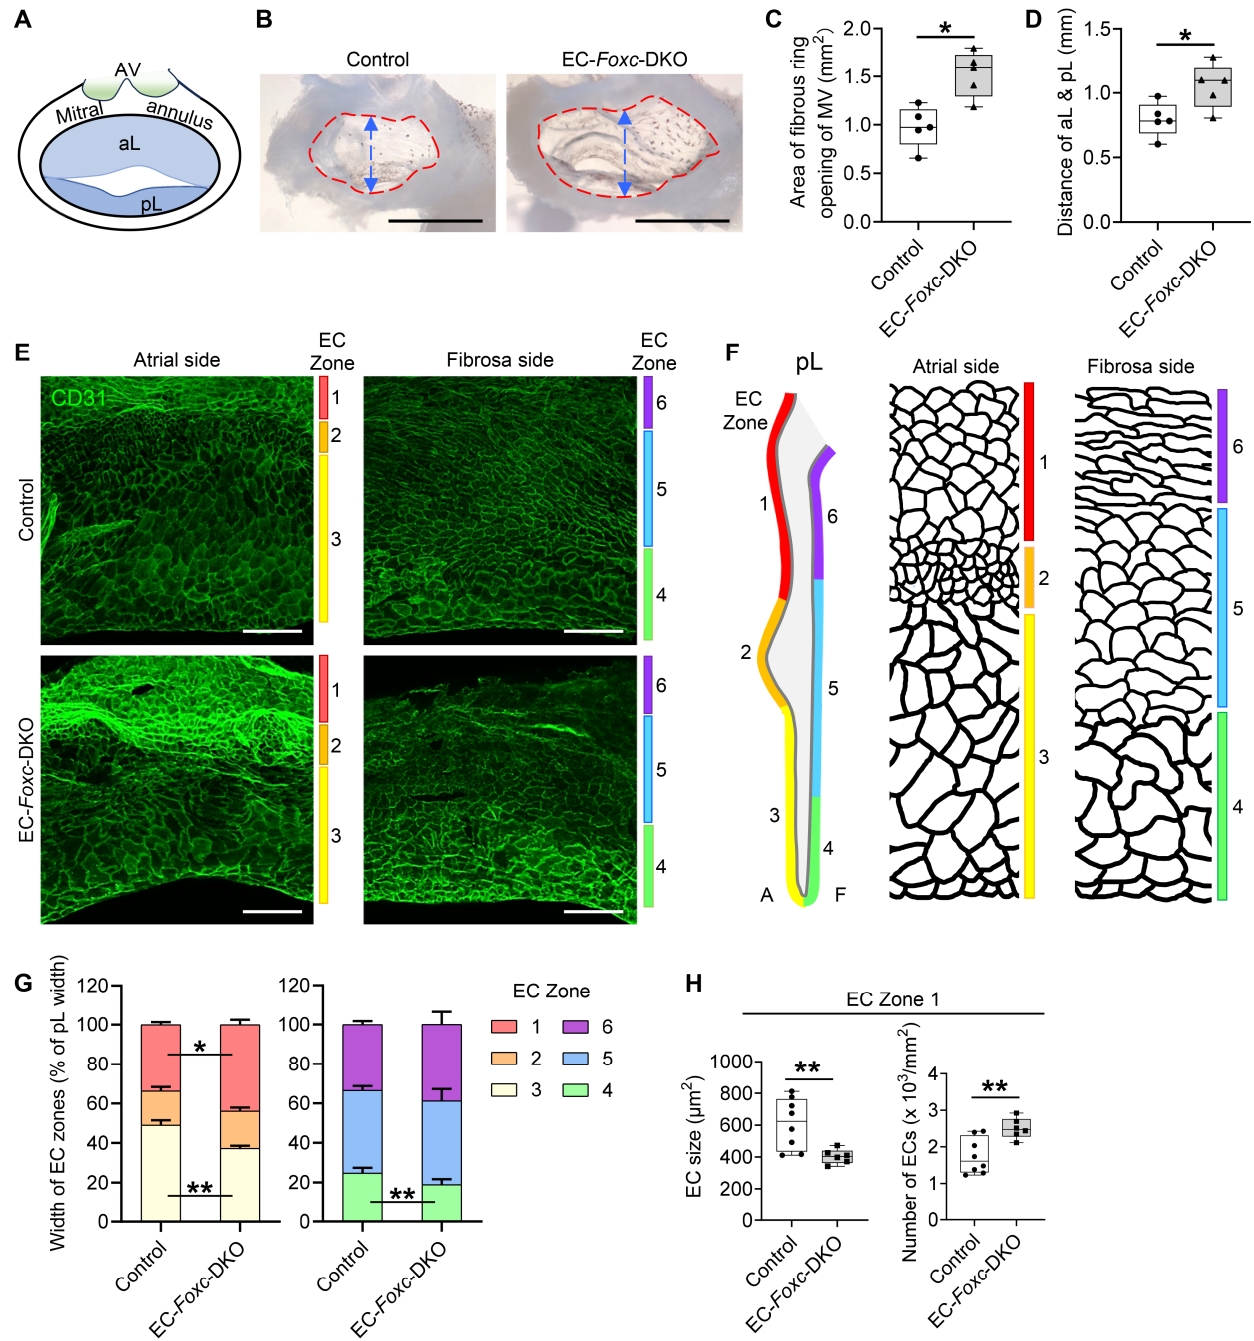 A
AV
Mitral annulus
aL
pL
B
Control
EC-Foxc-DKO
C
Area of fibrous ring
opening of MV (mm²)
2.0
1.5
1.0
0.5
0.0
*
Control
EC-Foxc-DKO
D
Distance of aL & pL (mm)
1.5
1.0
0.5
0.0
*
Control
EC-Foxc-DKO
E
Atrial side
EC
Zone
Fibrosa side
EC
Zone
Control
CD31
1
2
3
6
5
4
EC-Foxc-DKO
1
2
3
6
5
4
F
pL
EC
Zone
1
2
3
6
5
4
A
F
Atrial side
1
2
3
Fibrosa side
6
5
4
G
Width of EC zones (% of pL width)
120
100
80
60
40
20
0
*
**
Control
EC-Foxc-DKO
120
100
80
60
40
20
0
**
Control
EC-Foxc-DKO
EC Zone
1 6
2 5
3 4
H
EC Zone 1
EC size (µm²)
1000
800
600
400
200
0
**
Control
EC-Foxc-DKO
Number of ECs (x 10³/mm²)
4
3
2
1
0
**
Control
EC-Foxc-DKO